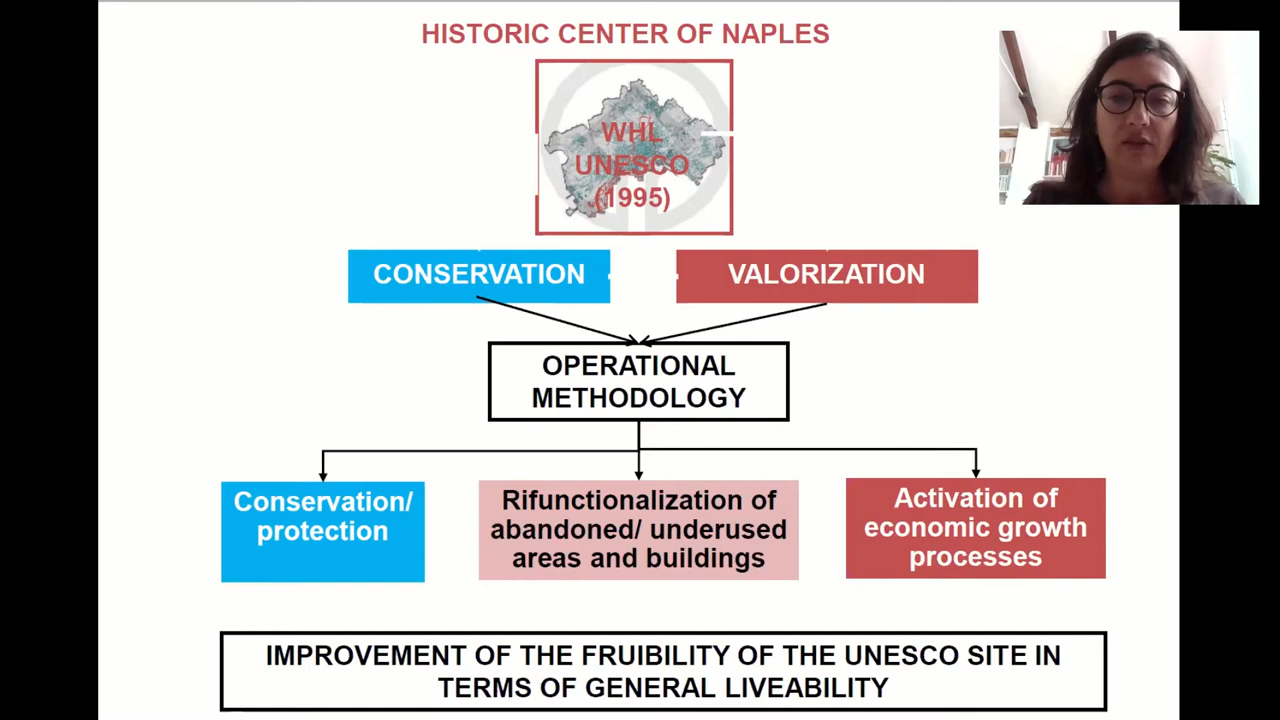 HISTORIC CENTER OF NAPLES
WHL
UNESCO
(1995)
CONSERVATION
VALORIZATION
OPERATIONAL
METHODOLOGY
Conservation/
protection
Rifunctionalization of
abandoned/ underused
areas and buildings
Activation of
economic growth
processes
IMPROVEMENT OF THE FRUIBILITY OF THE UNESCO SITE IN
TERMS OF GENERAL LIVEABILITY